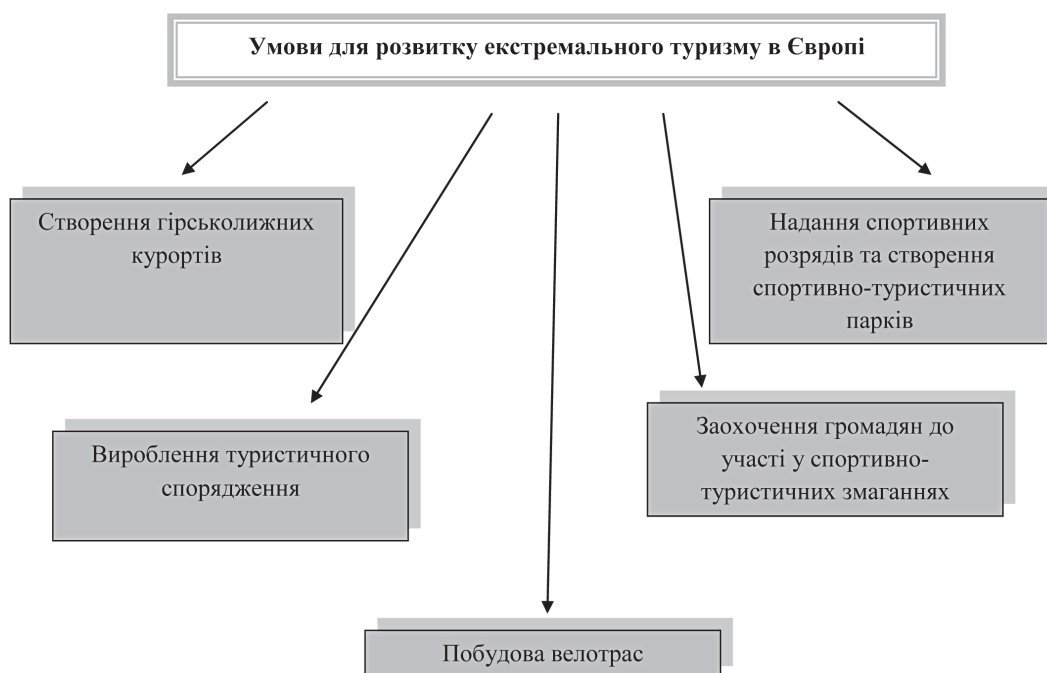 Умови для розвитку екстремального туризму в Європі
Створення гірськолижних
курортів
Надання спортивних
розрядів та створення
спортивно-туристичних
парків
Вироблення туристичного
спорядження
Заохочення громадян до
участі у спортивно-
туристичних змаганнях
Побудова велотрас